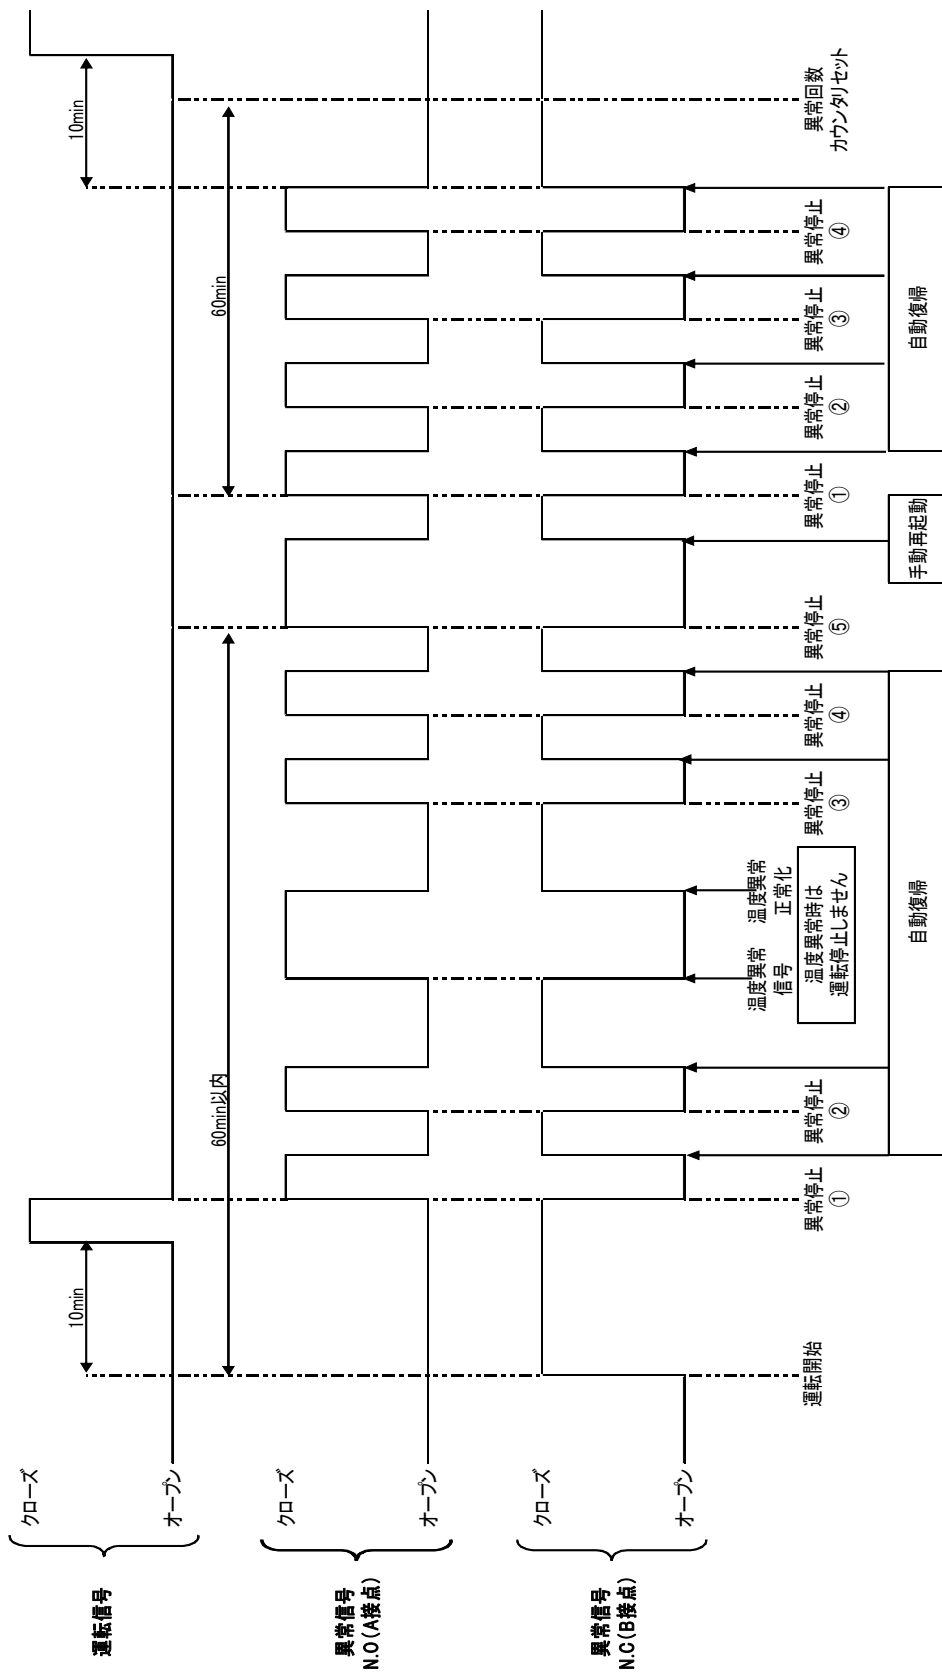 運転信号
クローズ
オープン
10min
10min
60min以内
60min
異常信号
N.O(A接点)
クローズ
オープン
異常信号
N.C(B接点)
クローズ
オープン
運転開始
異常停止
①
異常停止
②
温度異常
信号
温度異常
正常化
温度異常時は
運転停止しません
異常停止
③
異常停止
④
異常停止
⑤
異常停止
①
異常停止
②
異常停止
③
異常停止
④
異常回数
カウンタリセット
自動復帰
手動再起動
自動復帰